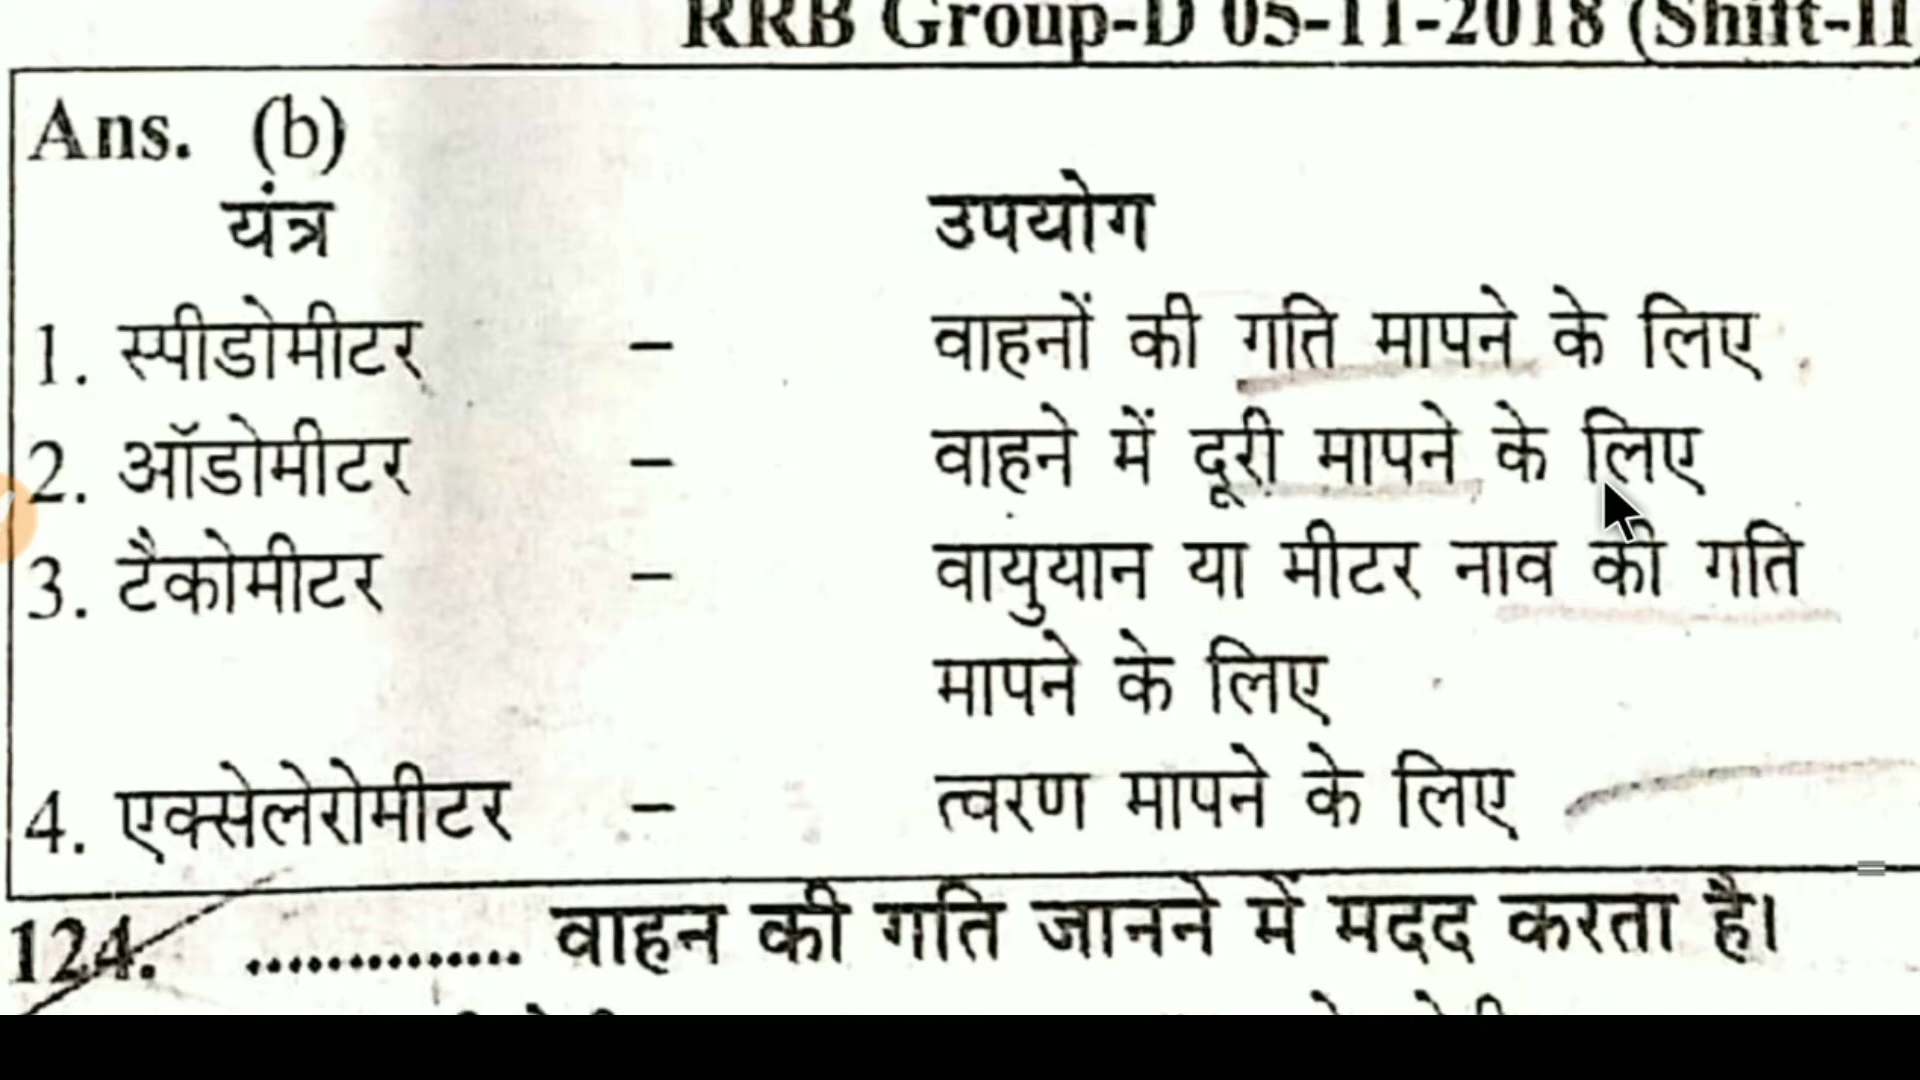 RRB Group-D 05-11-2018 (Shift-II
Ans. (b)
यंत्र उपयोग
1. स्पीडोमीटर – वाहनों की गति मापने के लिए
2. ऑडोमीटर – वाहने में दूरी मापने के लिए
3. टैकोमीटर – वायुयान या मीटर नाव की गति
मापने के लिए
4. एक्सेलेरोमीटर – त्वरण मापने के लिए
124. .............. वाहन की गति जानने में मदद करता है।